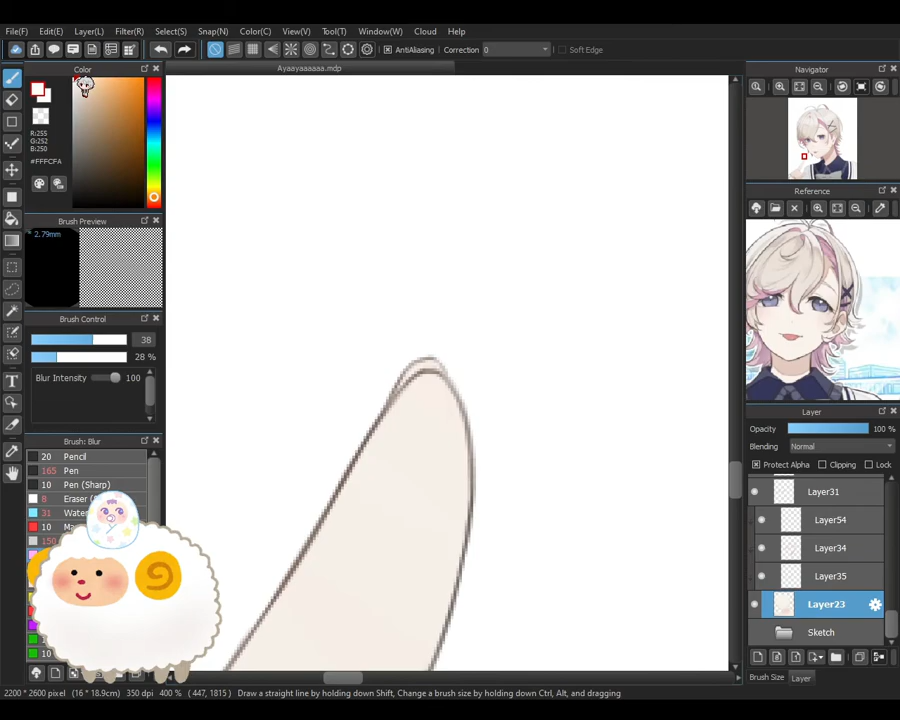 File(F) Edit(E) Layer(L) Filter(R) Select(S) Snap(N) Color(C) View(V) Tool(T) Window(W) Cloud Help
AntiAliasing Correction 0 Soft Edge
Color
Ayaayaaaaaa.mdp
Navigator
R:255
G:252
B:250
#FFFCFA
Brush Preview
* 2.79mm
Reference
Brush Control
38
28 %
Blur Intensity 100
Brush: Blur
20 Pencil
165 Pen
10 Pen (Sharp)
8 Eraser (
31 Water
10
150
10
10
Layer
Opacity 100 %
Blending Normal
Protect Alpha Clipping Lock
Layer31
Layer54
Layer34
Layer35
Layer23
Sketch
Brush Size Layer
2200 * 2600 pixel (16 * 18.9cm) 350 dpi 400 % ( 447, 1815 ) Draw a straight line by holding down Shift, Change a brush size by holding down Ctrl, Alt, and dragging